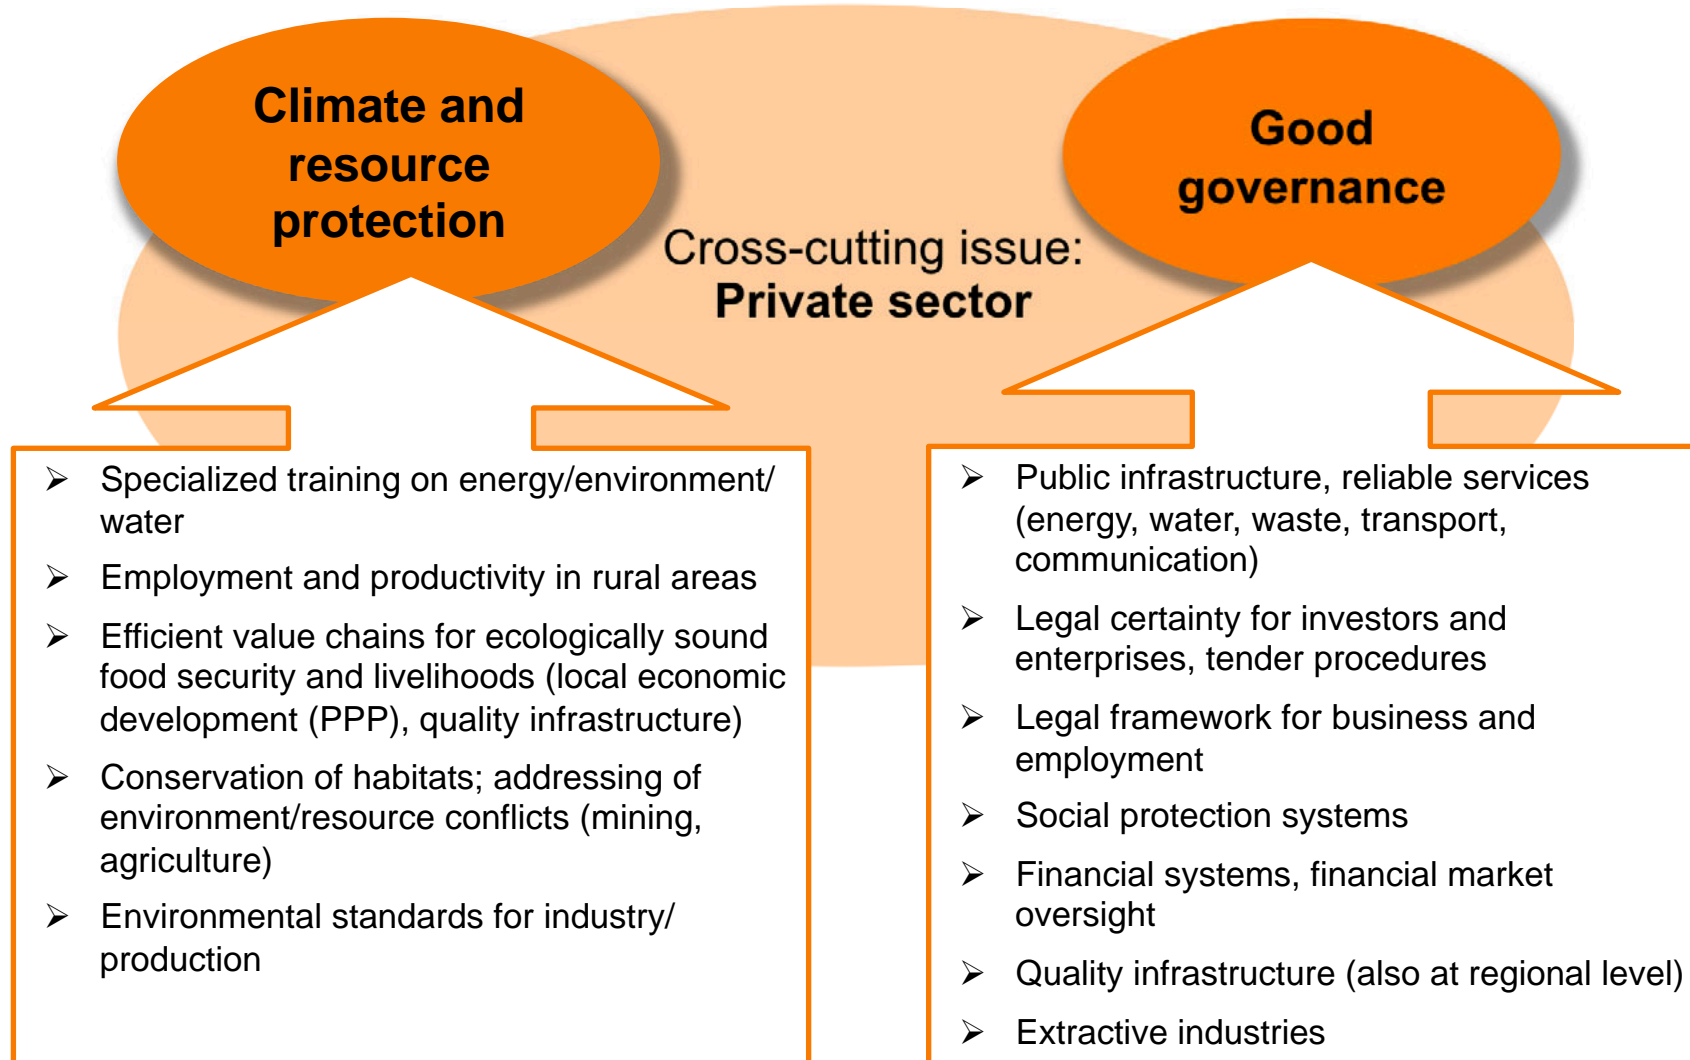 Climate and
resource
protection
Good
governance
Cross-cutting issue:
Private sector
➢ Specialized training on energy/environment/
water
➢ Employment and productivity in rural areas
➢ Efficient value chains for ecologically sound
food security and livelihoods (local economic
development (PPP), quality infrastructure)
➢ Conservation of habitats; addressing of
environment/resource conflicts (mining,
agriculture)
➢ Environmental standards for industry/
production
➢ Public infrastructure, reliable services
(energy, water, waste, transport,
communication)
➢ Legal certainty for investors and
enterprises, tender procedures
➢ Legal framework for business and
employment
➢ Social protection systems
➢ Financial systems, financial market
oversight
➢ Quality infrastructure (also at regional level)
➢ Extractive industries